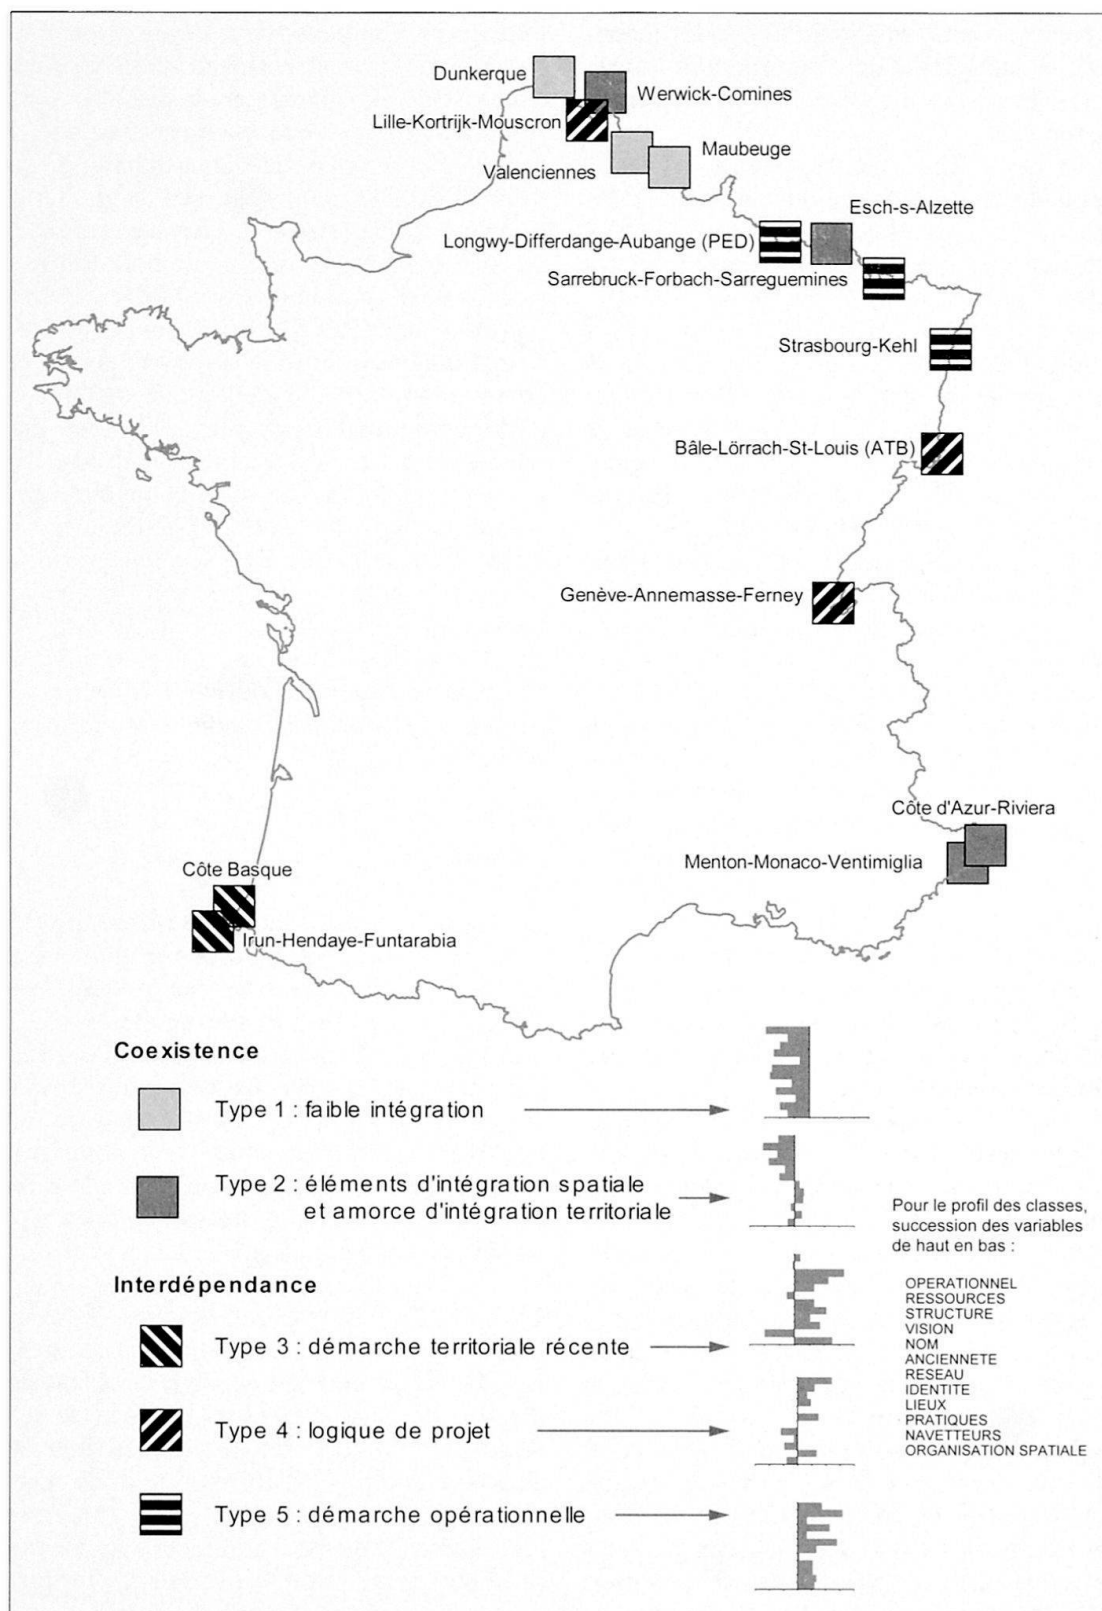 Dunkerque
Werwick-Comines
Lille-Kortrijk-Mouscron
Maubeuge
Valenciennes
Esch-s-Alzette
Longwy-Differdange-Aubange (PED)
Sarrebruck-Forbach-Sarreguemines
Strasbourg-Kehl
Bâle-Lörrach-St-Louis (ATB)
Genève-Annemasse-Ferney
Côte d'Azur-Riviera
Menton-Monaco-Ventimiglia
Côte Basque
Irun-Hendaye-Funtarabia
Coexistence
Type 1 : faible intégration
Type 2 : éléments d'intégration spatiale
et amorce d'intégration territoriale
Interdépendance
Type 3 : démarche territoriale récente
Type 4 : logique de projet
Type 5 : démarche opérationnelle
Pour le profil des classes,
succession des variables
de haut en bas :
OPERATIONNEL
RESSOURCES
STRUCTURE
VISION
NOM
ANCIENNETE
RESEAU
IDENTITE
LIEUX
PRATIQUES
NAVETTEURS
ORGANISATION SPATIALE